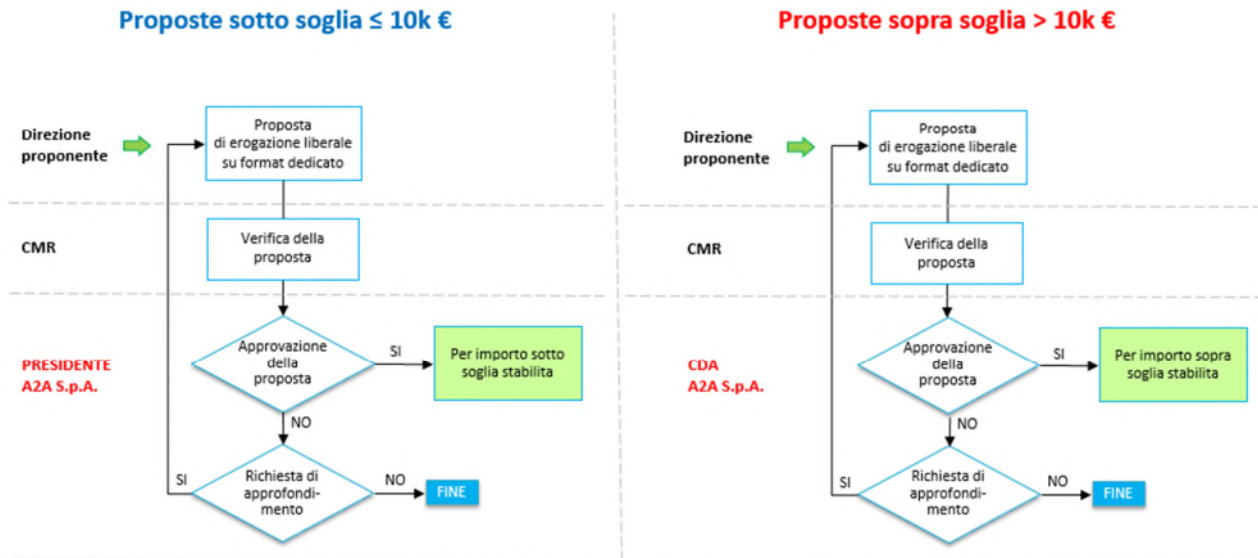 Proposte sotto soglia ≤ 10k €
Direzione
proponente
Proposta
di erogazione liberale
su format dedicato
CMR
Verifica della
proposta
PRESIDENTE
A2A S.p.A.
Approvazione
della
proposta
SI
Per importo sotto
soglia stabilita
NO
SI
Richiesta di
approfondi-
mento
NO
FINE
Proposte sopra soglia > 10k €
Direzione
proponente
Proposta
di erogazione liberale
su format dedicato
CMR
Verifica della
proposta
CDA
A2A S.p.A.
Approvazione
della
proposta
SI
Per importo sopra
soglia stabilita
NO
SI
Richiesta di
approfondi-
mento
NO
FINE